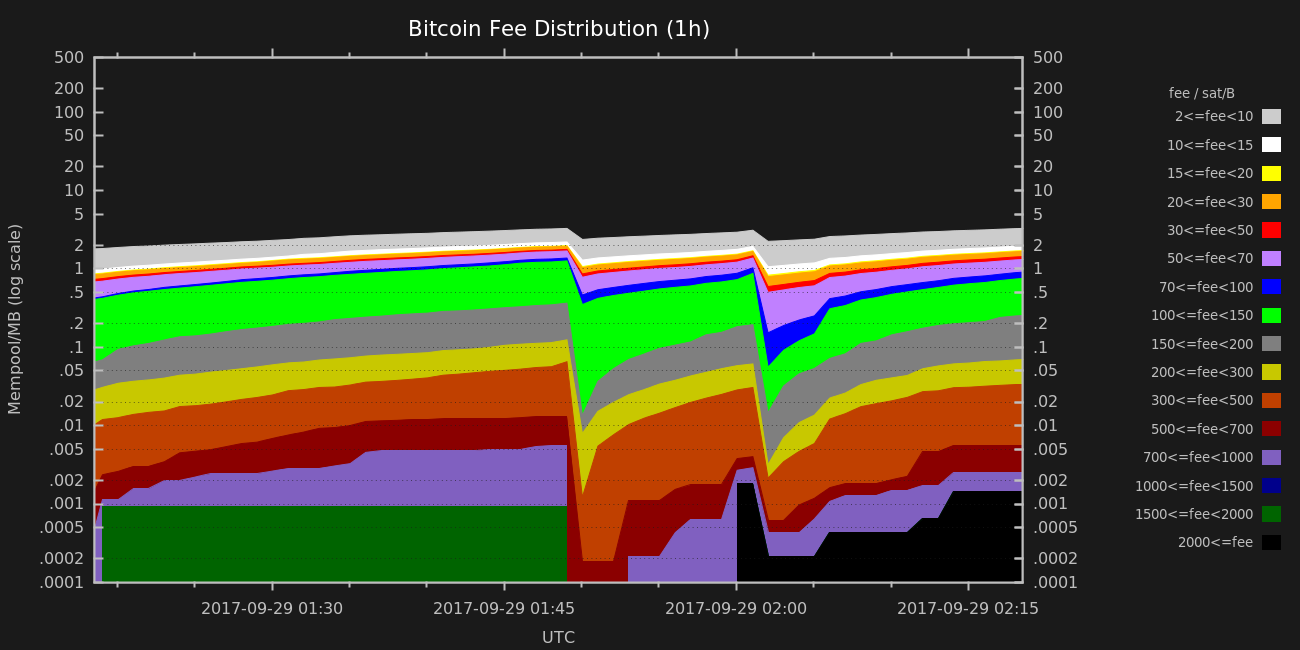 Bitcoin Fee Distribution (1h)
500
200
100
50
20
10
5
2
1
.5
.2
.1
.05
.02
.01
.005
.002
.001
.0005
.0002
.0001
Mempool/MB (log scale)
500
200
100
50
20
10
5
2
1
.5
.2
.1
.05
.02
.01
.005
.002
.001
.0005
.0002
.0001
2017-09-29 01:30
2017-09-29 01:45
2017-09-29 02:00
2017-09-29 02:15
UTC
fee / sat/B
2<=fee<10
10<=fee<15
15<=fee<20
20<=fee<30
30<=fee<50
50<=fee<70
70<=fee<100
100<=fee<150
150<=fee<200
200<=fee<300
300<=fee<500
500<=fee<700
700<=fee<1000
1000<=fee<1500
1500<=fee<2000
2000<=fee